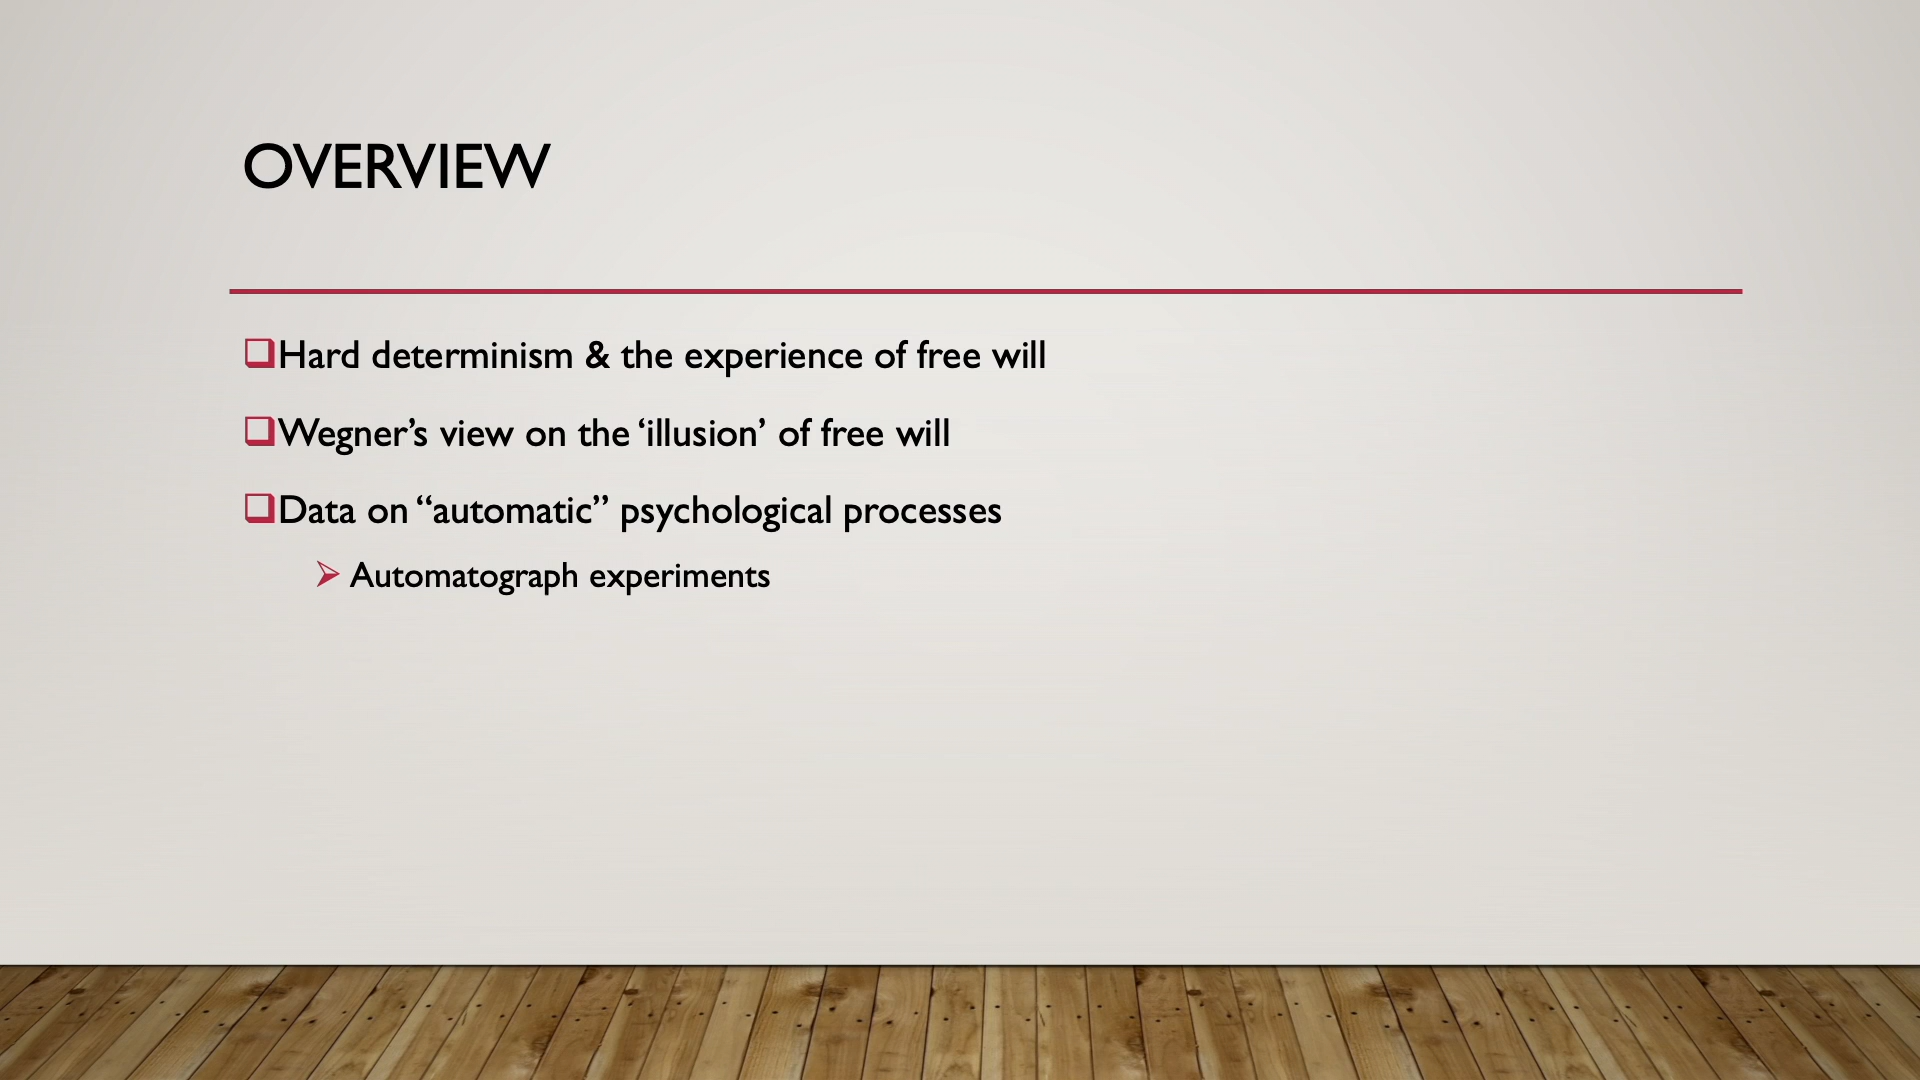 OVERVIEW
Hard determinism & the experience of free will
Wegner’s view on the ‘illusion’ of free will
Data on “automatic” psychological processes
Automatograph experiments